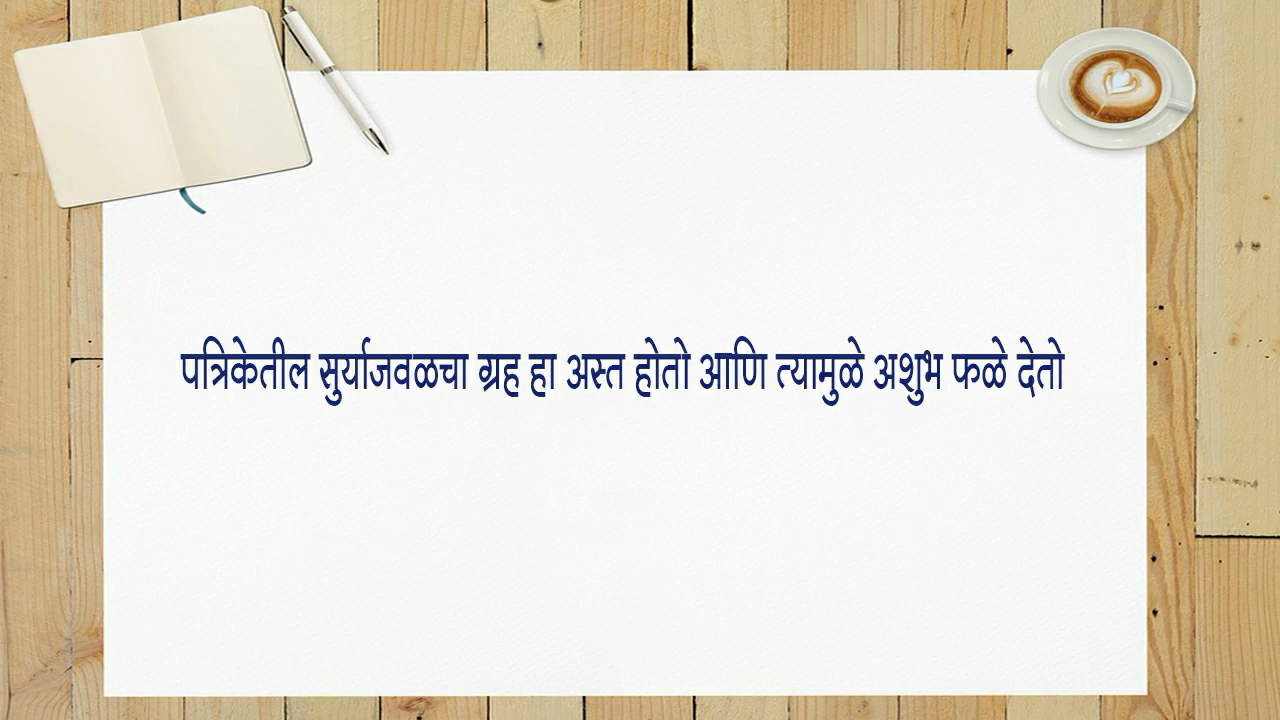 पत्रिकेतील सुर्याजवळचा ग्रह हा अस्त होतो आणि त्यामुळे अशुभ फळे देतो